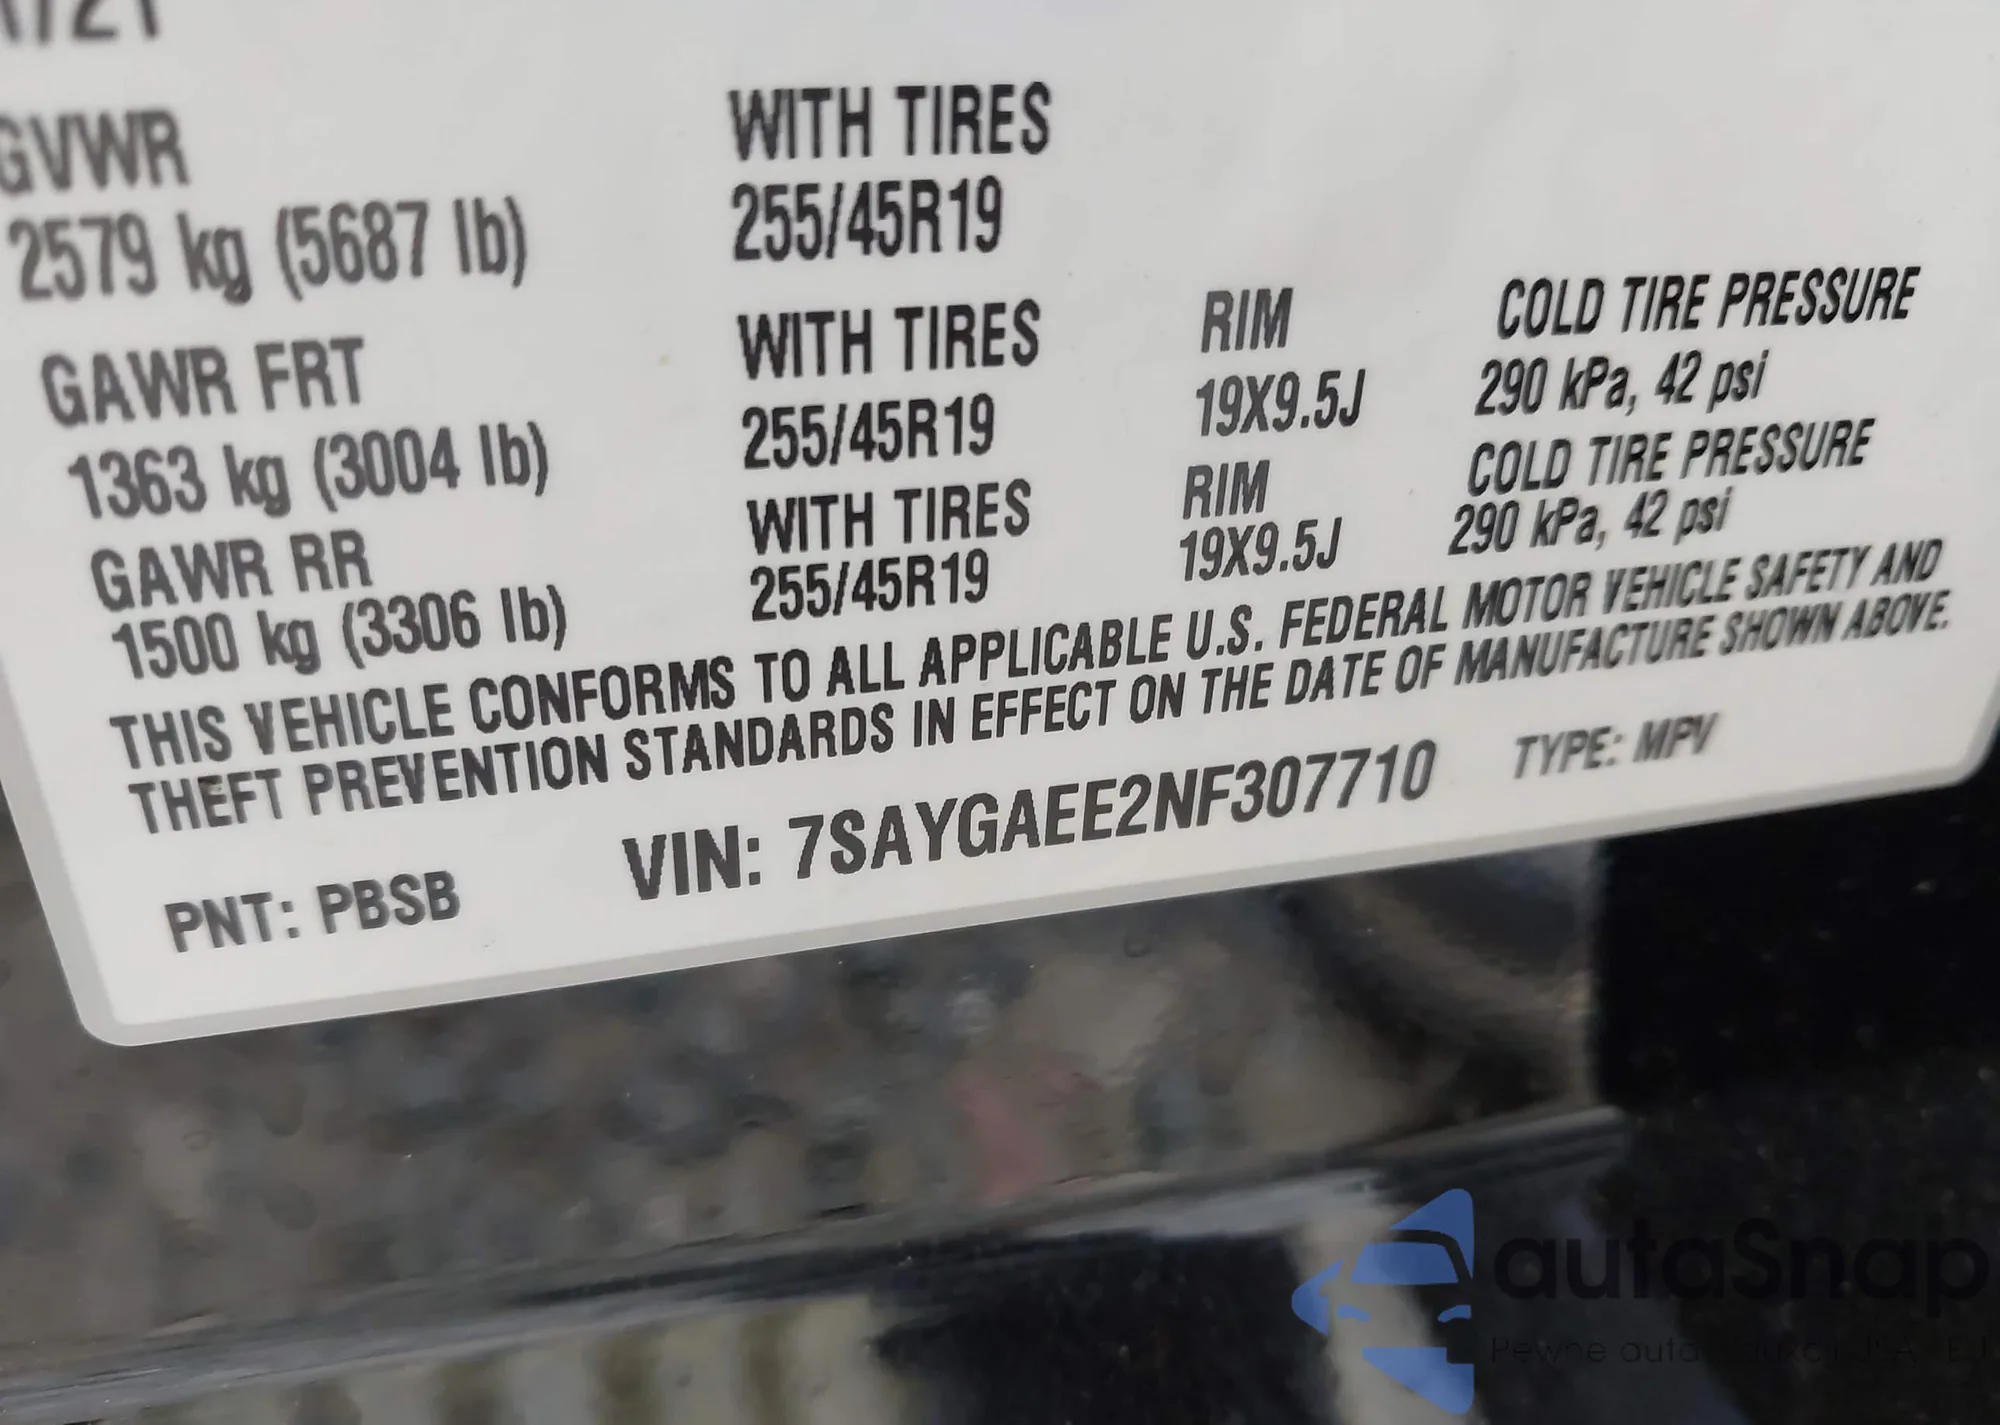 /21
GVWR WITH TIRES
2579 kg (5687 lb) 255/45R19
GAWR FRT WITH TIRES RIM COLD TIRE PRESSURE
1363 kg (3004 lb) 255/45R19 19X9.5J 290 kPa, 42 psi
GAWR RR WITH TIRES RIM COLD TIRE PRESSURE
1500 kg (3306 lb) 255/45R19 19X9.5J 290 kPa, 42 psi
THIS VEHICLE CONFORMS TO ALL APPLICABLE U.S. FEDERAL MOTOR VEHICLE SAFETY AND
THEFT PREVENTION STANDARDS IN EFFECT ON THE DATE OF MANUFACTURE SHOWN ABOVE.
PNT: PBSB VIN: 7SAYGAEE2NF307710 TYPE: MPV
autaSnap
Pewne auta